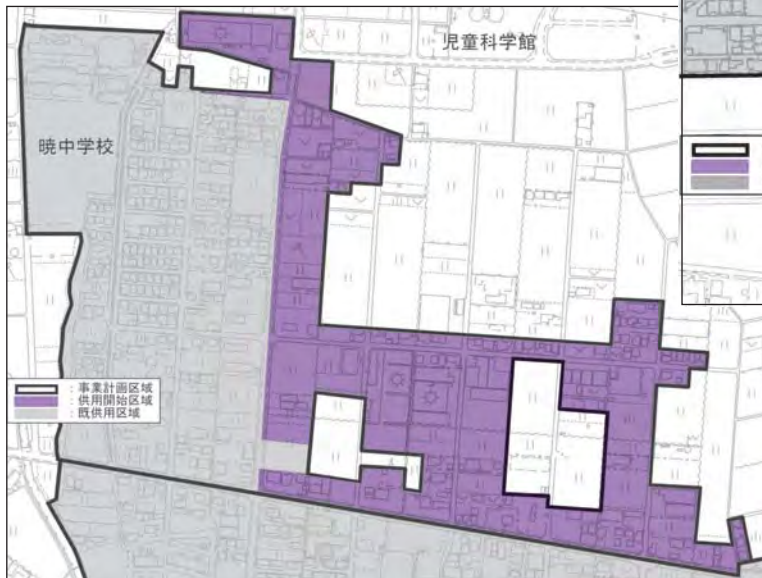 児童科学館
暁中学校
：事業計画区域
：供用開始区域
：既供用区域